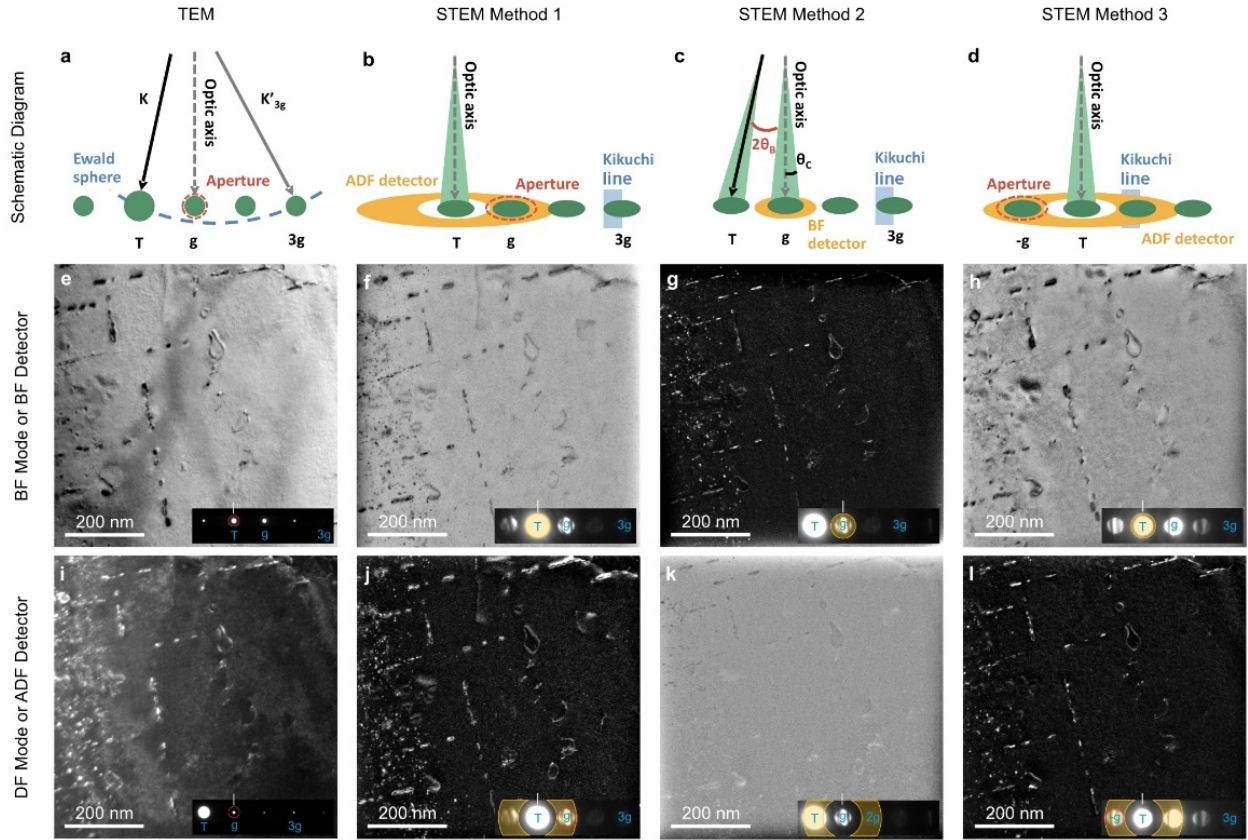 TEM
STEM Method 1
STEM Method 2
STEM Method 3
Schematic Diagram
a
K
Optic axis
K'3g
Ewald
sphere
Aperture
T
g
3g
b
Optic axis
ADF detector
Aperture
Kikuchi
line
T
g
3g
c
Optic axis
2θB
θC
Kikuchi
line
T
g
BF
detector
3g
d
Optic axis
Kikuchi
line
Aperture
-g
T
ADF detector
BF Mode or BF Detector
e
200 nm
T
g
3g
f
200 nm
T
g
3g
g
200 nm
T
g
3g
h
200 nm
T
g
3g
DF Mode or ADF Detector
i
200 nm
T
g
3g
j
200 nm
T
g
3g
k
200 nm
T
g
2g
l
200 nm
-g
T
3g